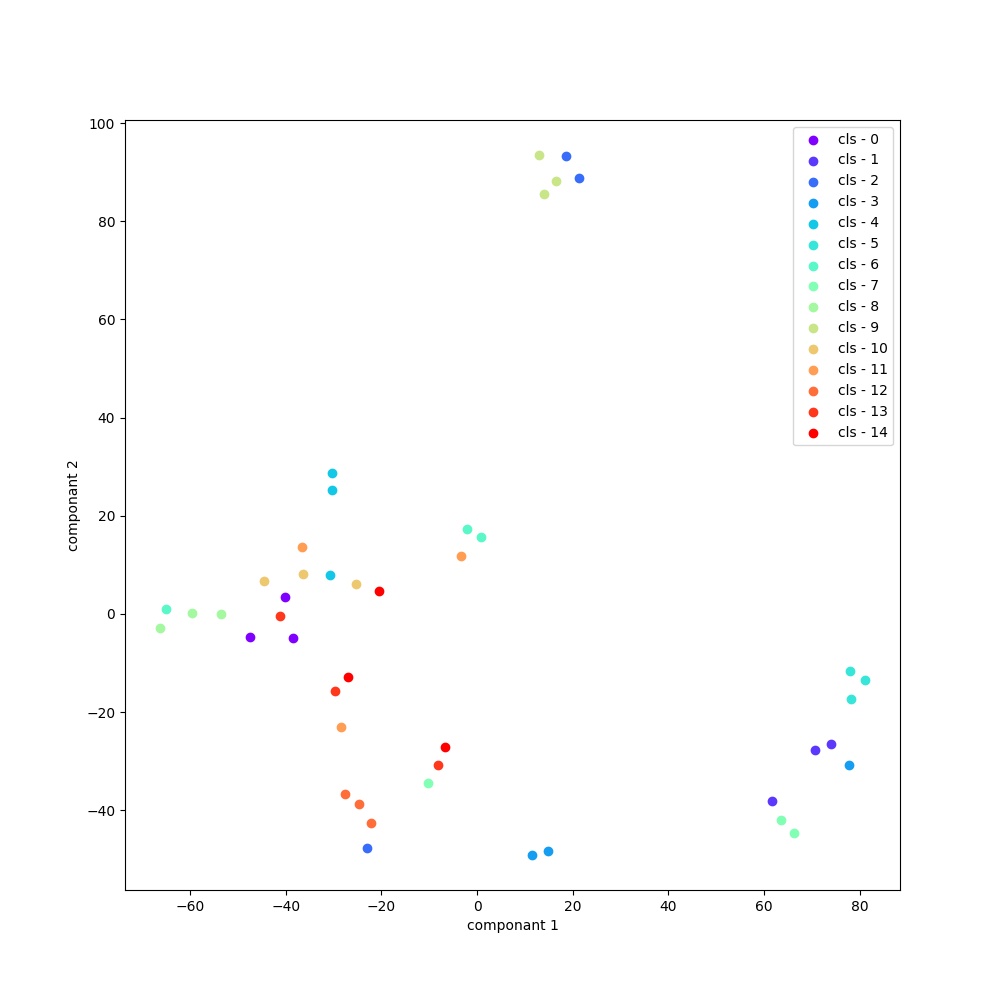 100
80
60
40
20
0
−20
−40
−60
−40
−20
0
20
40
60
80
componant 1
componant 2
cls - 0
cls - 1
cls - 2
cls - 3
cls - 4
cls - 5
cls - 6
cls - 7
cls - 8
cls - 9
cls - 10
cls - 11
cls - 12
cls - 13
cls - 14